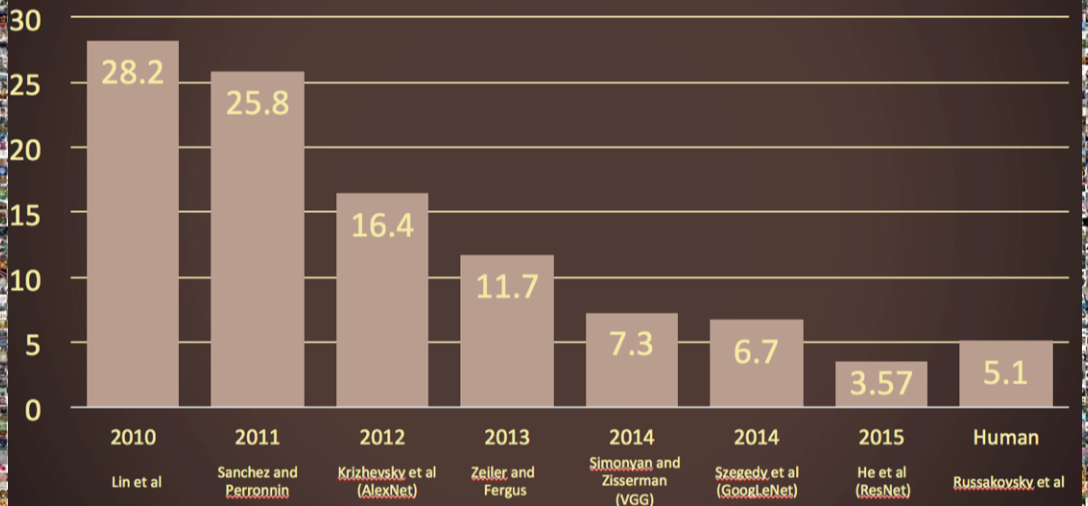 30
25
20
15
10
5
0
28.2
25.8
16.4
11.7
7.3
6.7
3.57
5.1
2010 2011 2012 2013 2014 2014 2015 Human
Lin et al
Sanchez and
Perronnin
Krizhevsky et al
(AlexNet)
Zeiler and
Fergus
Simonyan and
Zisserman
(VGG)
Szegedy et al
(GoogLeNet)
He et al
(ResNet)
Russakovsky et al